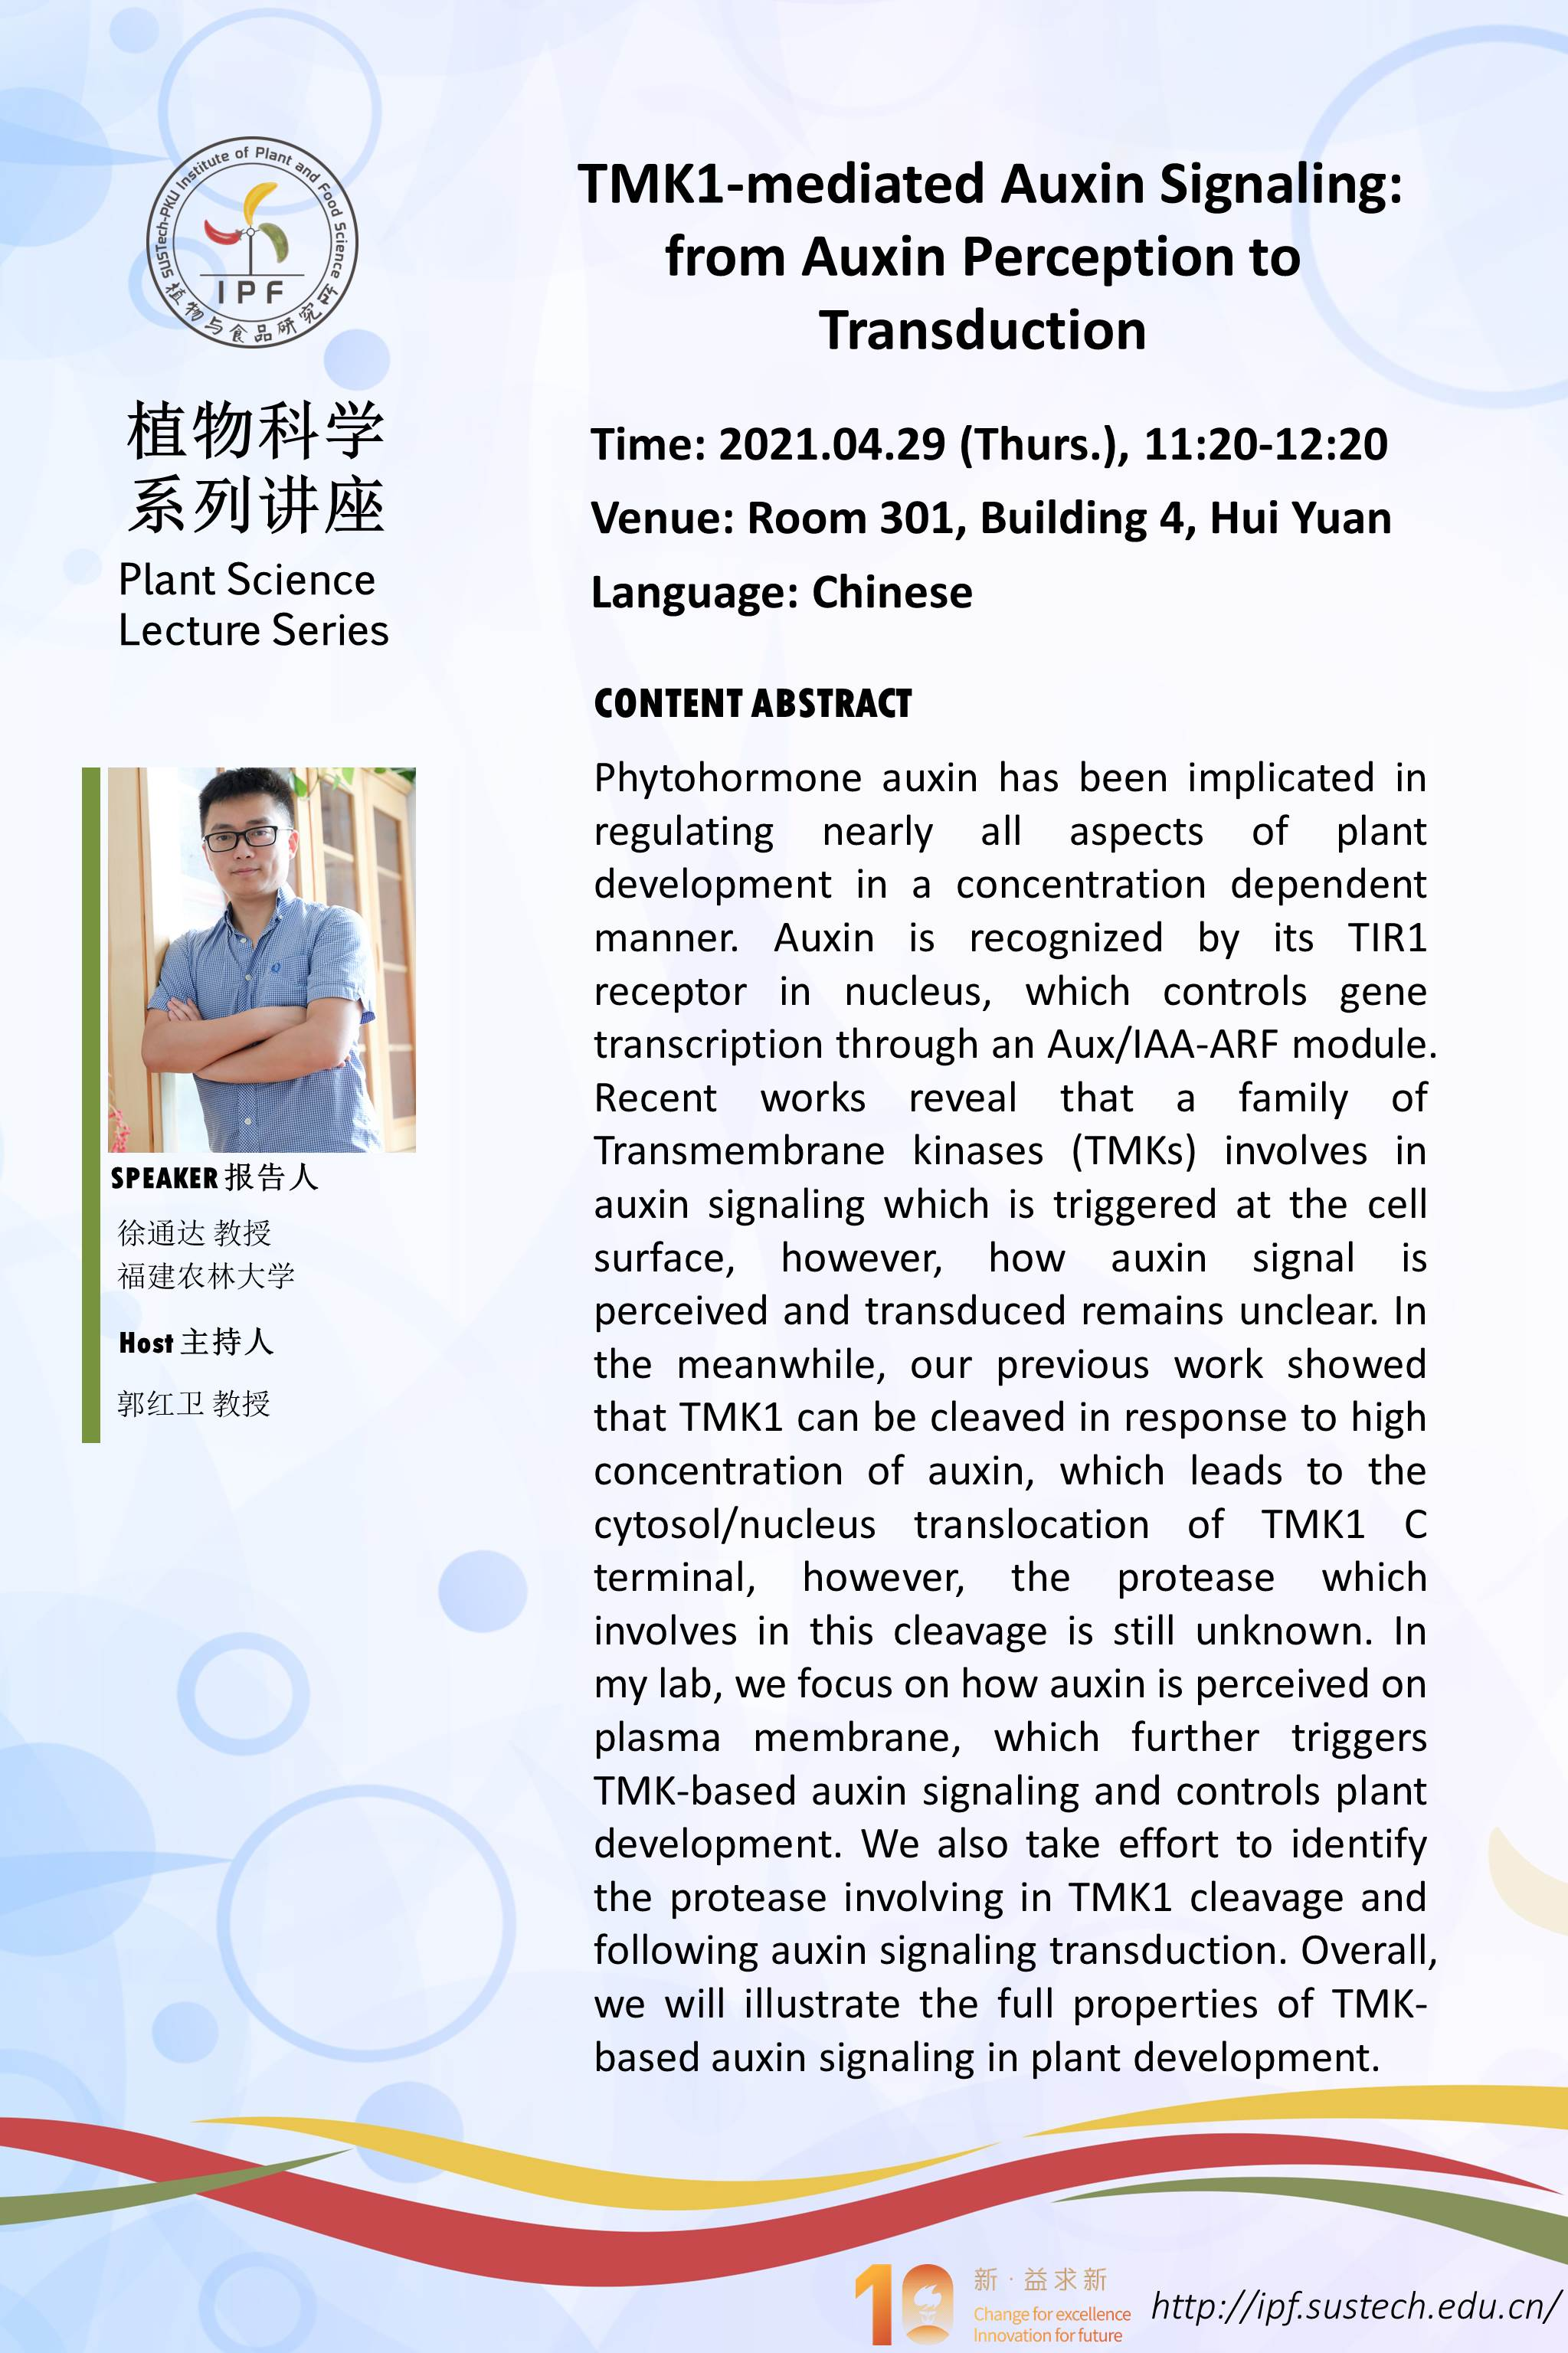 SUSTech-PKU Institute of Plant and Food Science
IPF
植物与食品研究所
植物科学
系列讲座
Plant Science
Lecture Series
SPEAKER 报告人
徐通达 教授
福建农林大学
Host 主持人
郭红卫 教授
TMK1-mediated Auxin Signaling:
from Auxin Perception to
Transduction
Time: 2021.04.29 (Thurs.), 11:20-12:20
Venue: Room 301, Building 4, Hui Yuan
Language: Chinese
CONTENT ABSTRACT
Phytohormone auxin has been implicated in
regulating nearly all aspects of plant
development in a concentration dependent
manner. Auxin is recognized by its TIR1
receptor in nucleus, which controls gene
transcription through an Aux/IAA-ARF module.
Recent works reveal that a family of
Transmembrane kinases (TMKs) involves in
auxin signaling which is triggered at the cell
surface, however, how auxin signal is
perceived and transduced remains unclear. In
the meanwhile, our previous work showed
that TMK1 can be cleaved in response to high
concentration of auxin, which leads to the
cytosol/nucleus translocation of TMK1 C
terminal, however, the protease which
involves in this cleavage is still unknown. In
my lab, we focus on how auxin is perceived on
plasma membrane, which further triggers
TMK-based auxin signaling and controls plant
development. We also take effort to identify
the protease involving in TMK1 cleavage and
following auxin signaling transduction. Overall,
we will illustrate the full properties of TMK-
based auxin signaling in plant development.
10
新·益求新
Change for excellence
Innovation for future
http://ipf.sustech.edu.cn/